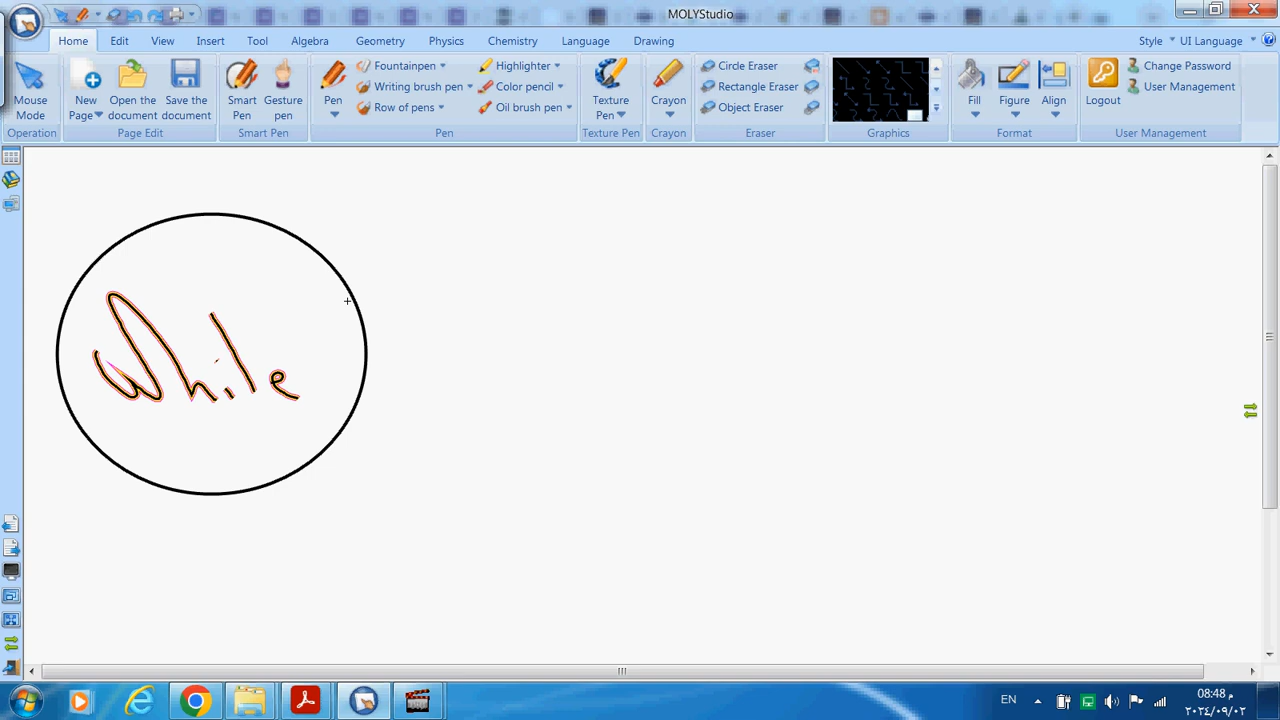 MOLYStudio
Home Edit View Insert Tool Algebra Geometry Physics Chemistry Language Drawing Style UI Language
Mouse Mode
New Page
Open the document
Save the document
Smart Pen
Gesture pen
Pen
Fountainpen
Writing brush pen
Row of pens
Highlighter
Color pencil
Oil brush pen
Texture Pen
Crayon
Circle Eraser
Rectangle Eraser
Object Eraser
Fill
Figure
Align
Logout
Change Password
User Management
Operation Page Edit Smart Pen Pen Texture Pen Crayon Eraser Graphics Format User Management
While
EN
08:48 م
٢٠٢٤/٠٩/٠٢